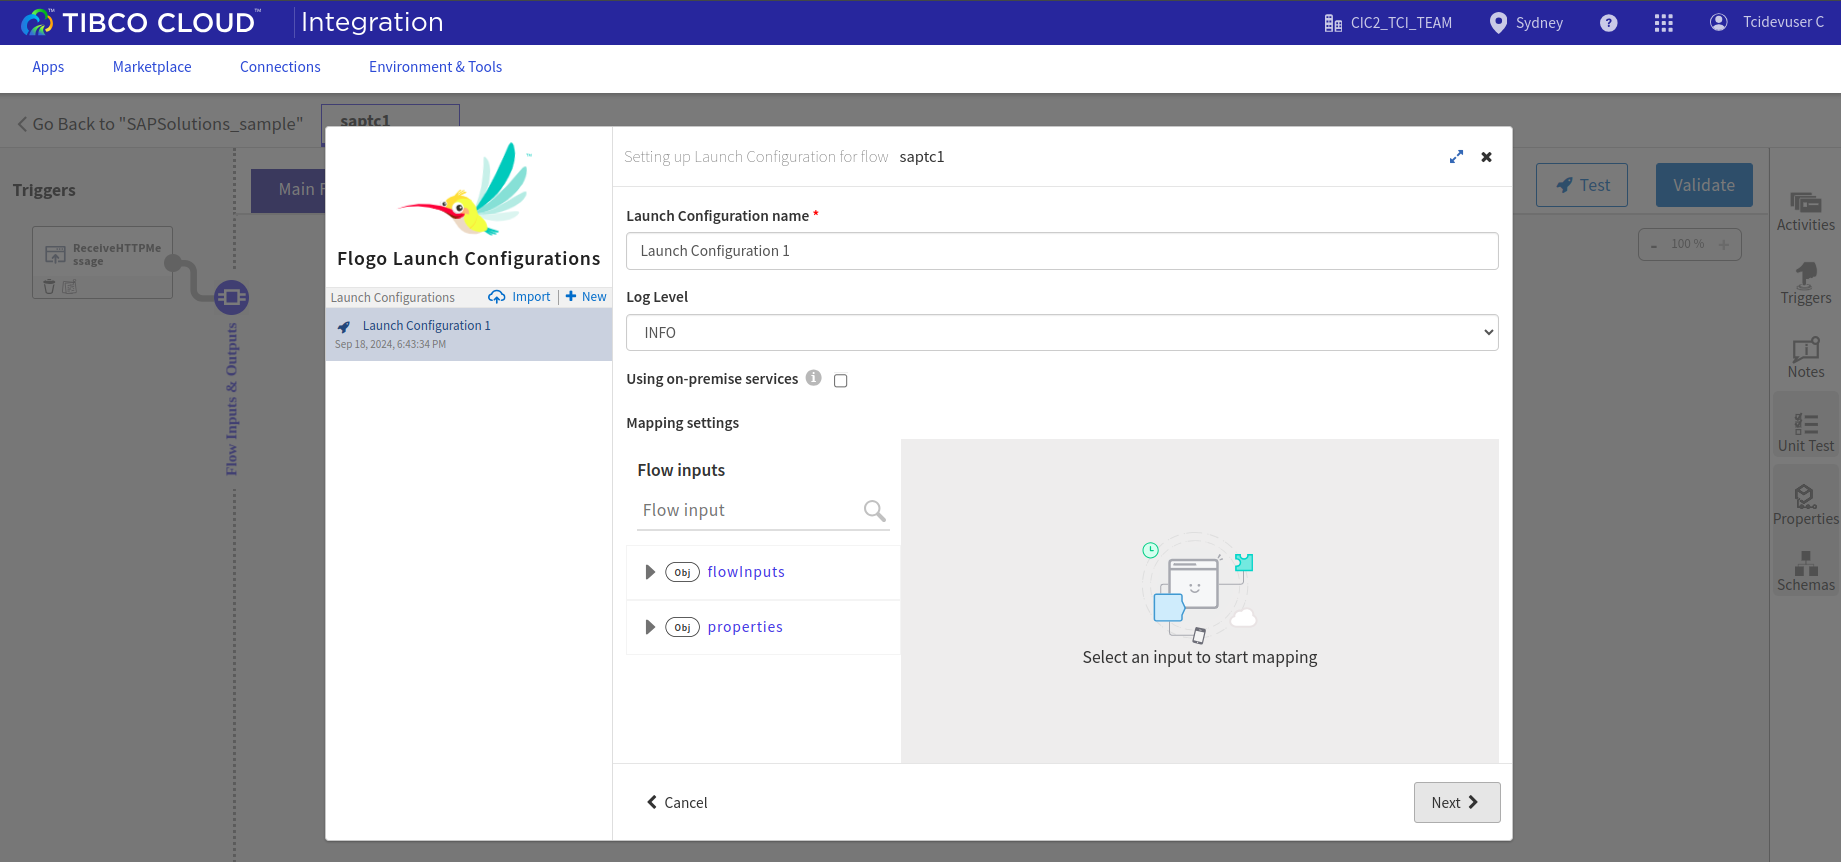 TIBCO CLOUD™ Integration CIC2_TCI_TEAM Sydney ? Tcidevuser C
Apps Marketplace Connections Environment & Tools
Go Back to "SAPSolutions_sample" saptc1
Triggers
ReceiveHTTPMe
ssage
Flow Inputs & Outputs
Main F
Flogo Launch Configurations
Launch Configurations Import | + New
Launch Configuration 1
Sep 18, 2024, 6:43:34 PM
Setting up Launch Configuration for flow saptc1
Launch Configuration name *
Launch Configuration 1
Log Level
INFO
Using on-premise services i
Mapping settings
Flow inputs
Flow input
Obj flowInputs
Obj properties
Select an input to start mapping
Cancel
Next
Test
Validate
- 100 % +
Activities
Triggers
Notes
Unit Test
Properties
Schemas